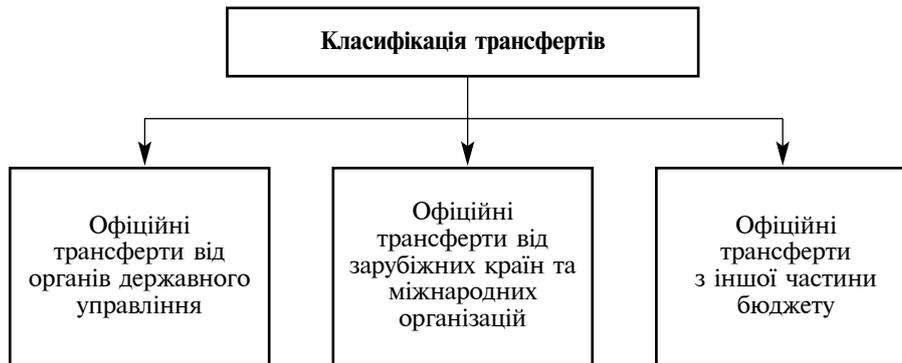 Класифікація трансфертів
Офіційні
трансферти від
органів державного
управління
Офіційні
трансферти від
зарубіжних країн та
міжнародних
організацій
Офіційні
трансферти
з іншої частини
бюджету